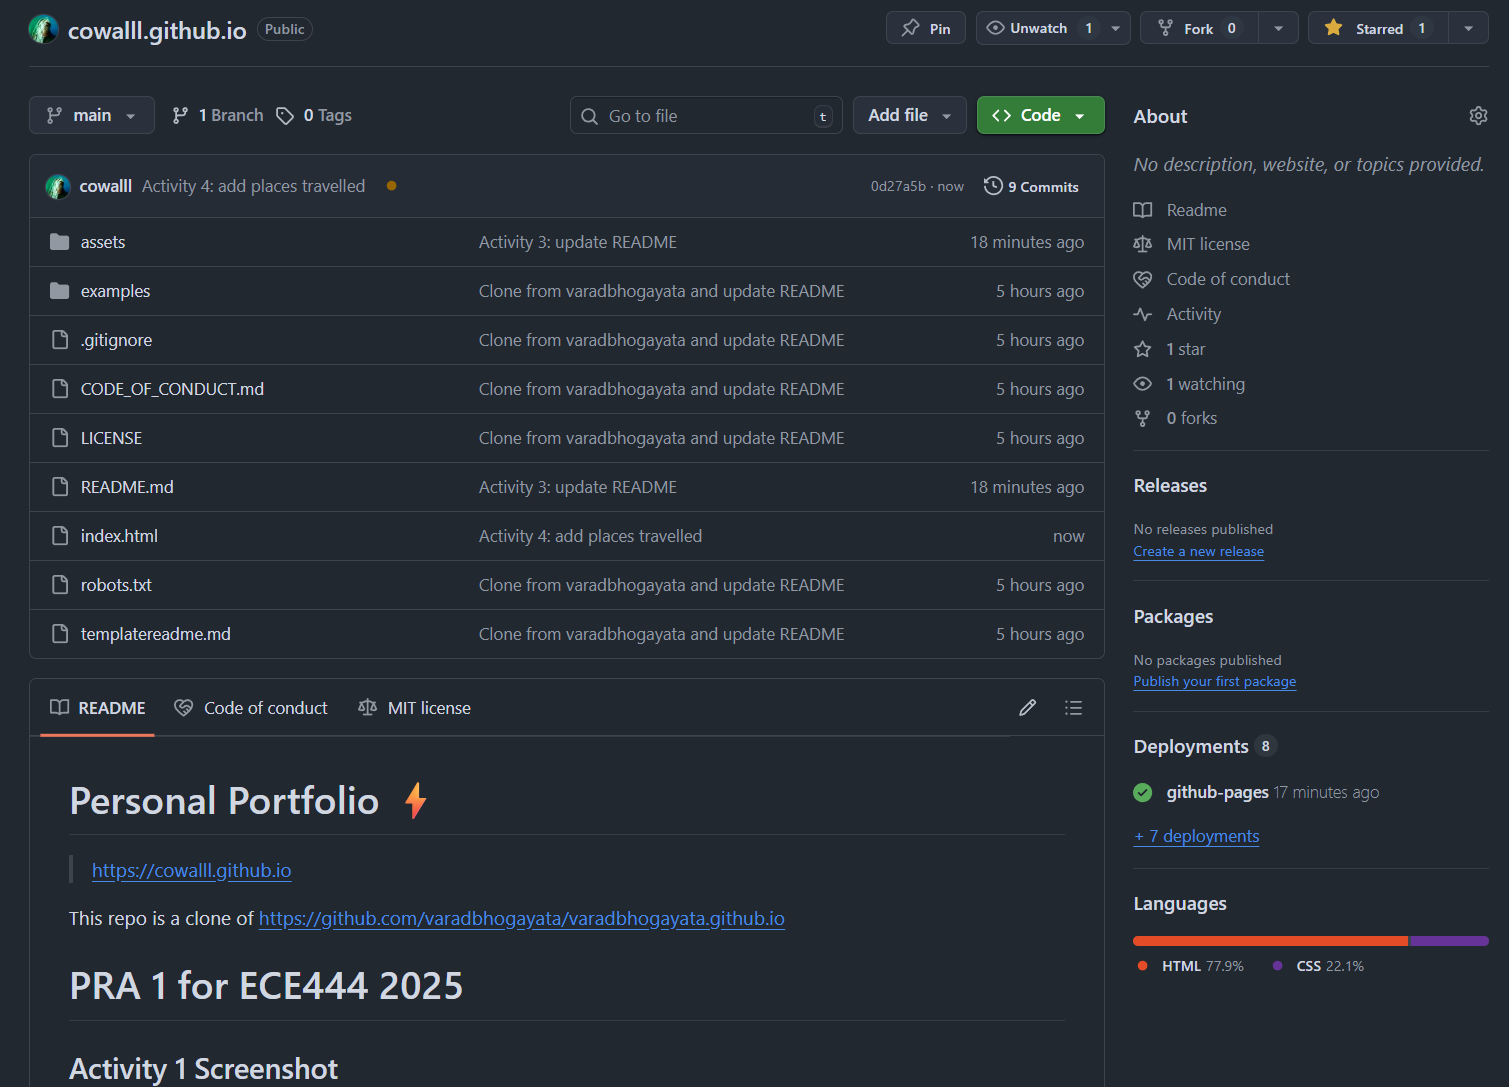 cowalll.github.io Public Pin Unwatch 1 Fork 0 Starred 1
main 1 Branch 0 Tags Go to file t Add file Code
cowalll Activity 4: add places travelled 0d27a5b · now 9 Commits
assets Activity 3: update README 18 minutes ago
examples Clone from varadbhogayata and update README 5 hours ago
.gitignore Clone from varadbhogayata and update README 5 hours ago
CODE_OF_CONDUCT.md Clone from varadbhogayata and update README 5 hours ago
LICENSE Clone from varadbhogayata and update README 5 hours ago
README.md Activity 3: update README 18 minutes ago
index.html Activity 4: add places travelled now
robots.txt Clone from varadbhogayata and update README 5 hours ago
templatereadme.md Clone from varadbhogayata and update README 5 hours ago
README Code of conduct MIT license
Personal Portfolio ⚡
https://cowalll.github.io
This repo is a clone of https://github.com/varadbhogayata/varadbhogayata.github.io
PRA 1 for ECE444 2025
Activity 1 Screenshot
About
No description, website, or topics provided.
Readme
MIT license
Code of conduct
Activity
1 star
1 watching
0 forks
Releases
No releases published
Create a new release
Packages
No packages published
Publish your first package
Deployments 8
github-pages 17 minutes ago
+ 7 deployments
Languages
HTML 77.9% CSS 22.1%